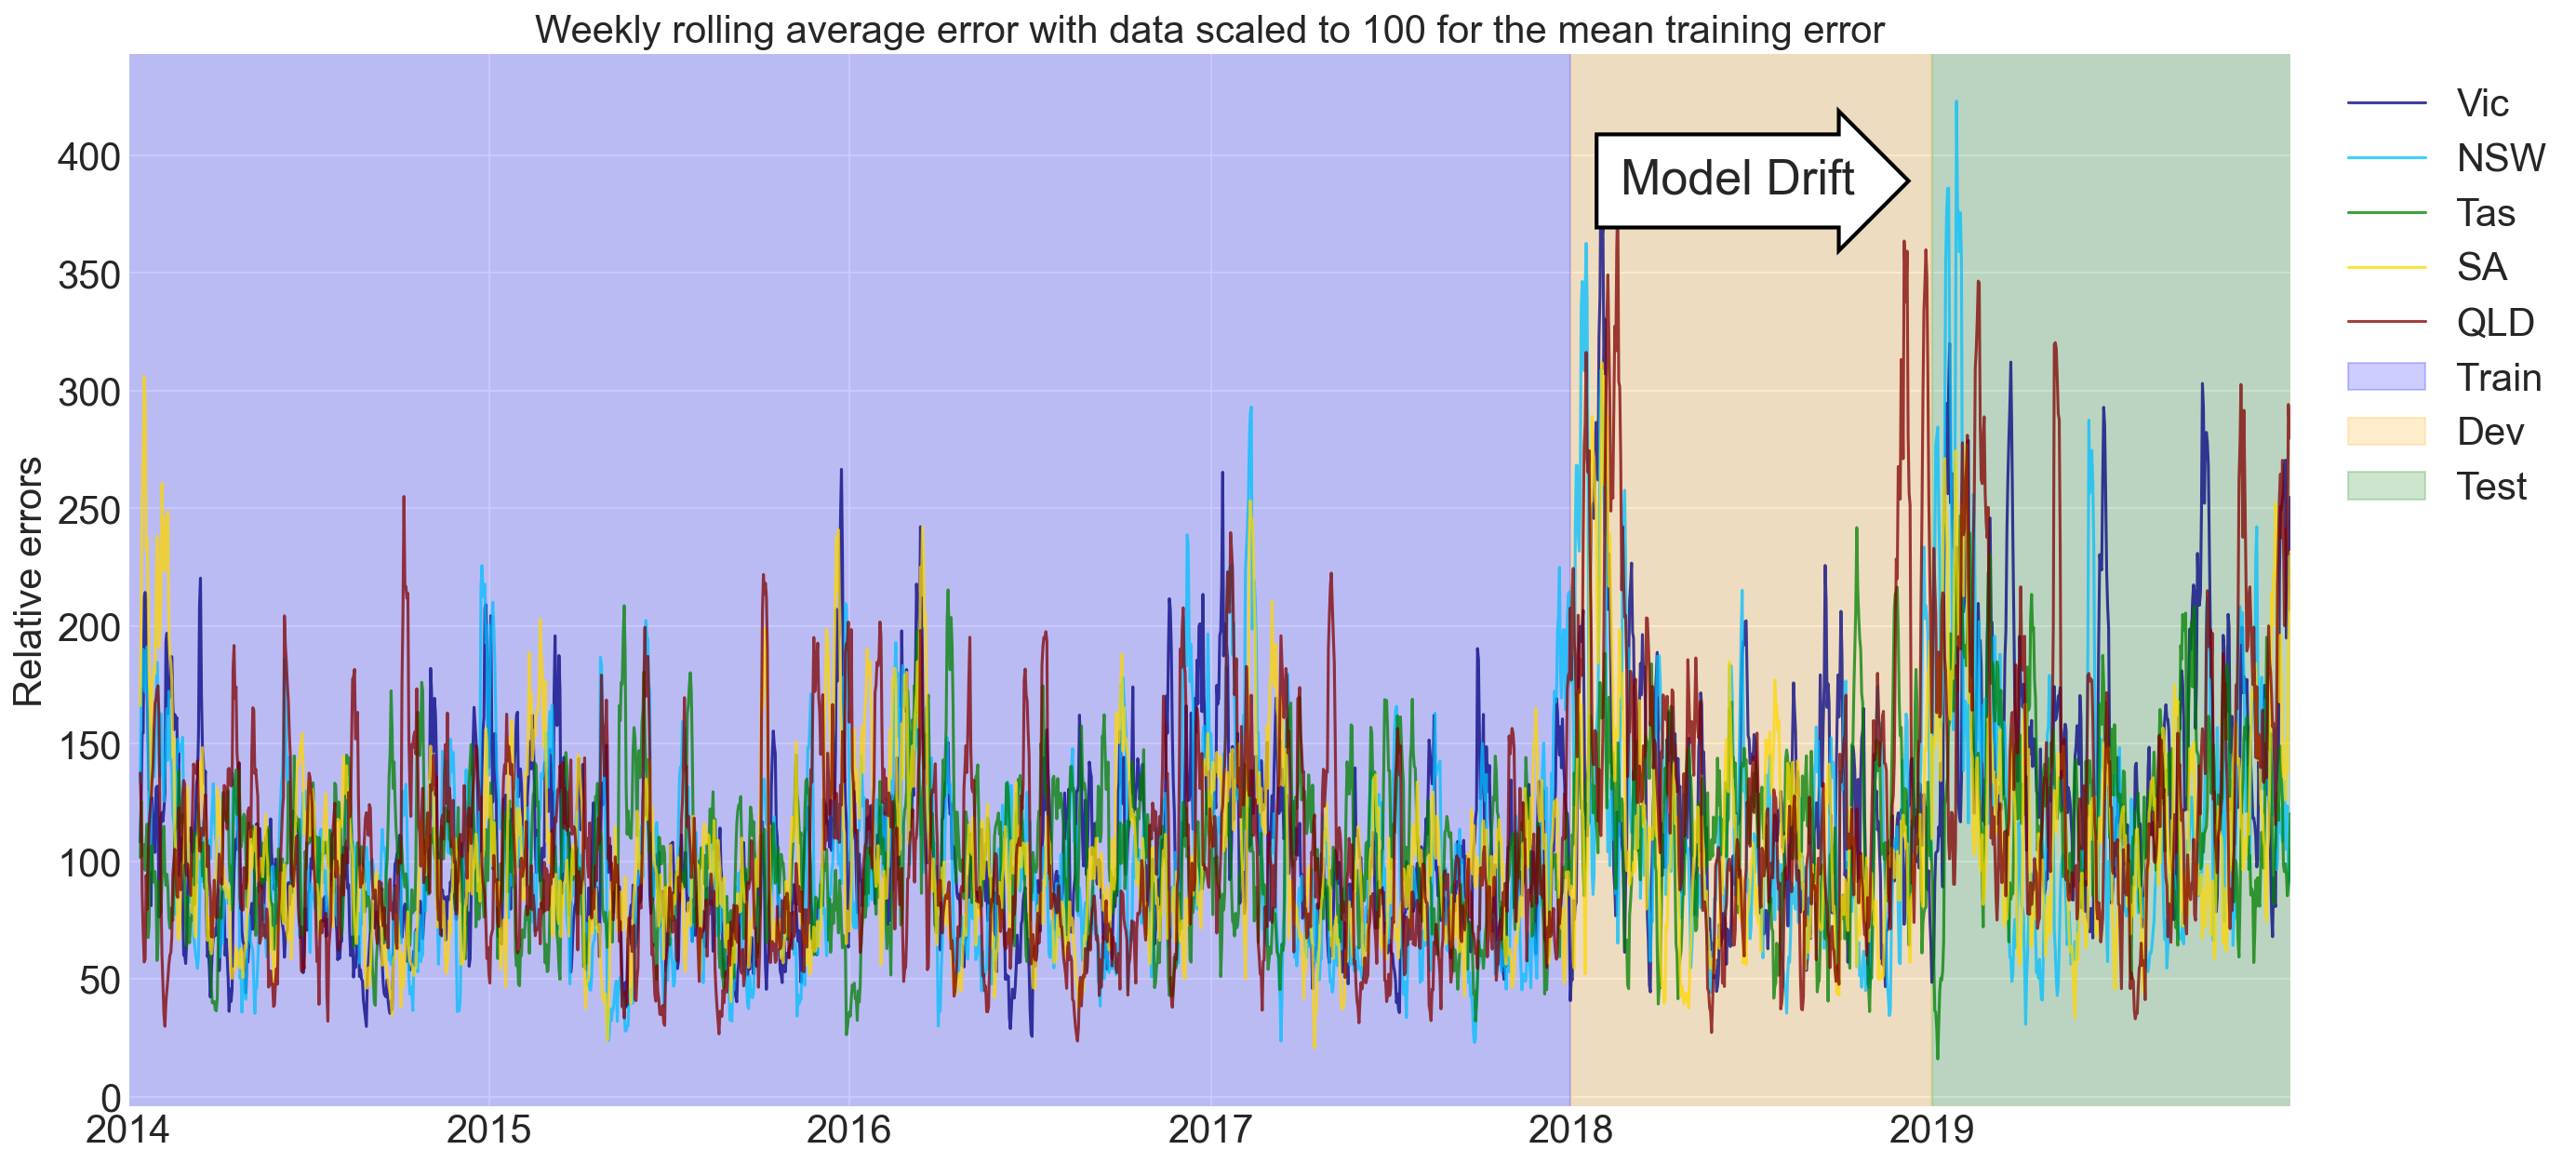 Weekly rolling average error with data scaled to 100 for the mean training error
Relative errors
400
350
300
250
200
150
100
50
0
2014
2015
2016
2017
2018
2019
Model Drift
Vic
NSW
Tas
SA
QLD
Train
Dev
Test